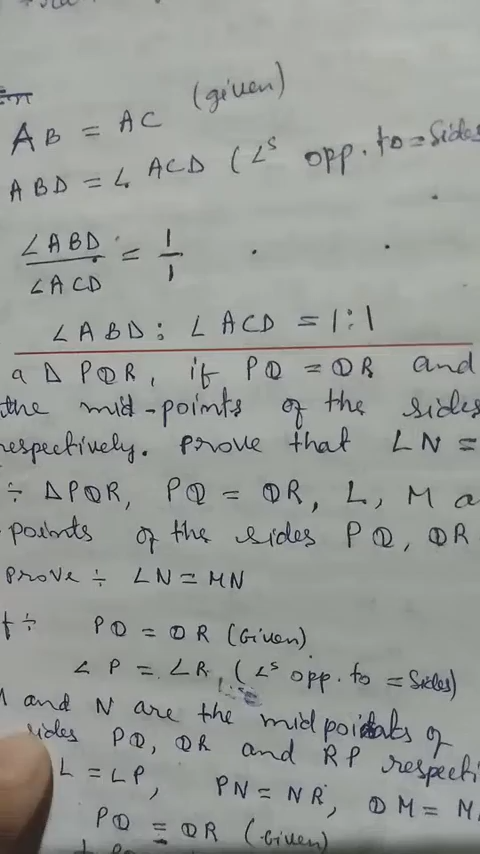 (given)
AB = AC
ABD = ∠ ACD (∠s opp. to = Sides
∠ABD / ∠ACD = 1/1
∠ABD : ∠ACD = 1:1
a Δ PQR, if PQ = QR and
the mid-points of the sides
respectively. Prove that LN =
÷ ΔPQR, PQ = QR, L, M a
points of the sides PQ, QR
Prove ÷ LN = MN
f ÷ PQ = QR (Given)
∠ P = ∠R (∠s opp. to = Sides)
M and N are the midpoints of
sides PQ, QR and RP respecti
L = LP, PN = NR, QM = M
PQ = QR (Given)